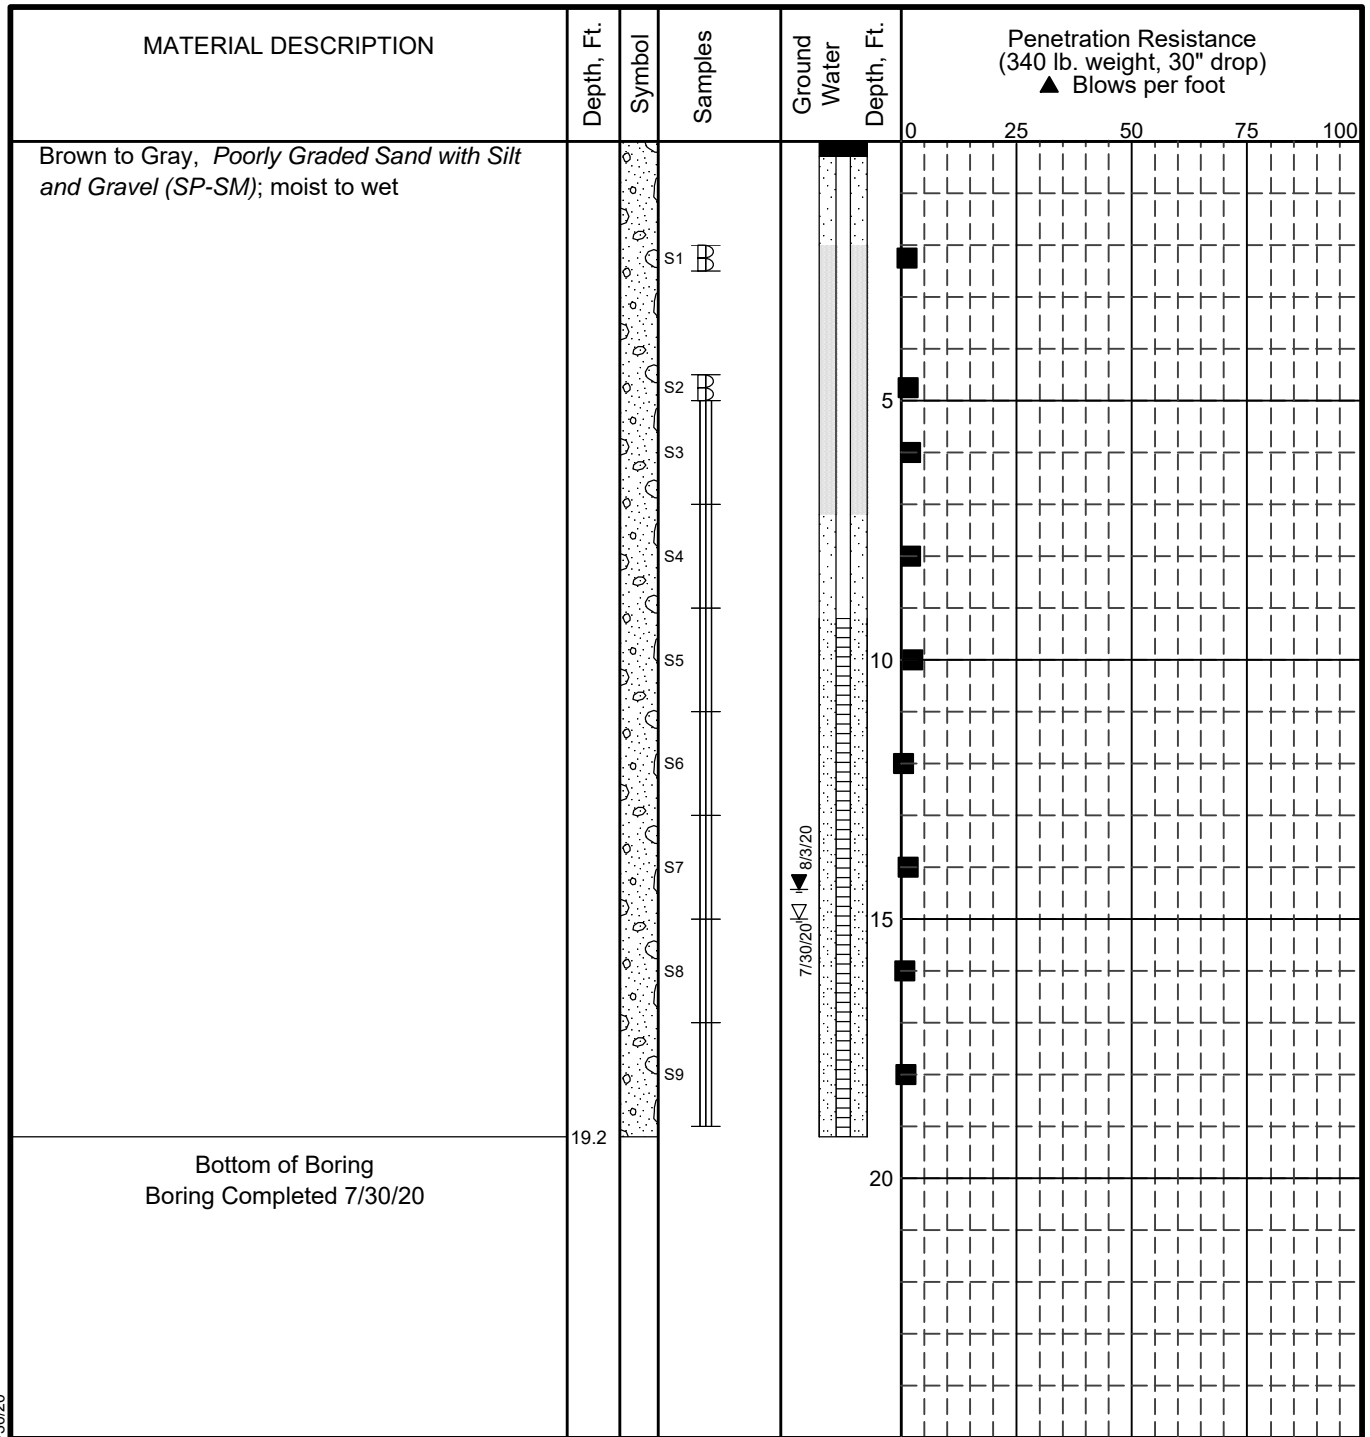 MATERIAL DESCRIPTION
Depth, Ft.
Symbol
Samples
Ground
Water
Depth, Ft.
Penetration Resistance
(340 lb. weight, 30" drop)
▲ Blows per foot
0 25 50 75 100
Brown to Gray, Poorly Graded Sand with Silt
and Gravel (SP-SM); moist to wet
S1
S2
5
S3
S4
S5
10
S6
8/3/20
S7
7/30/20
15
S8
S9
19.2
Bottom of Boring
Boring Completed 7/30/20
20